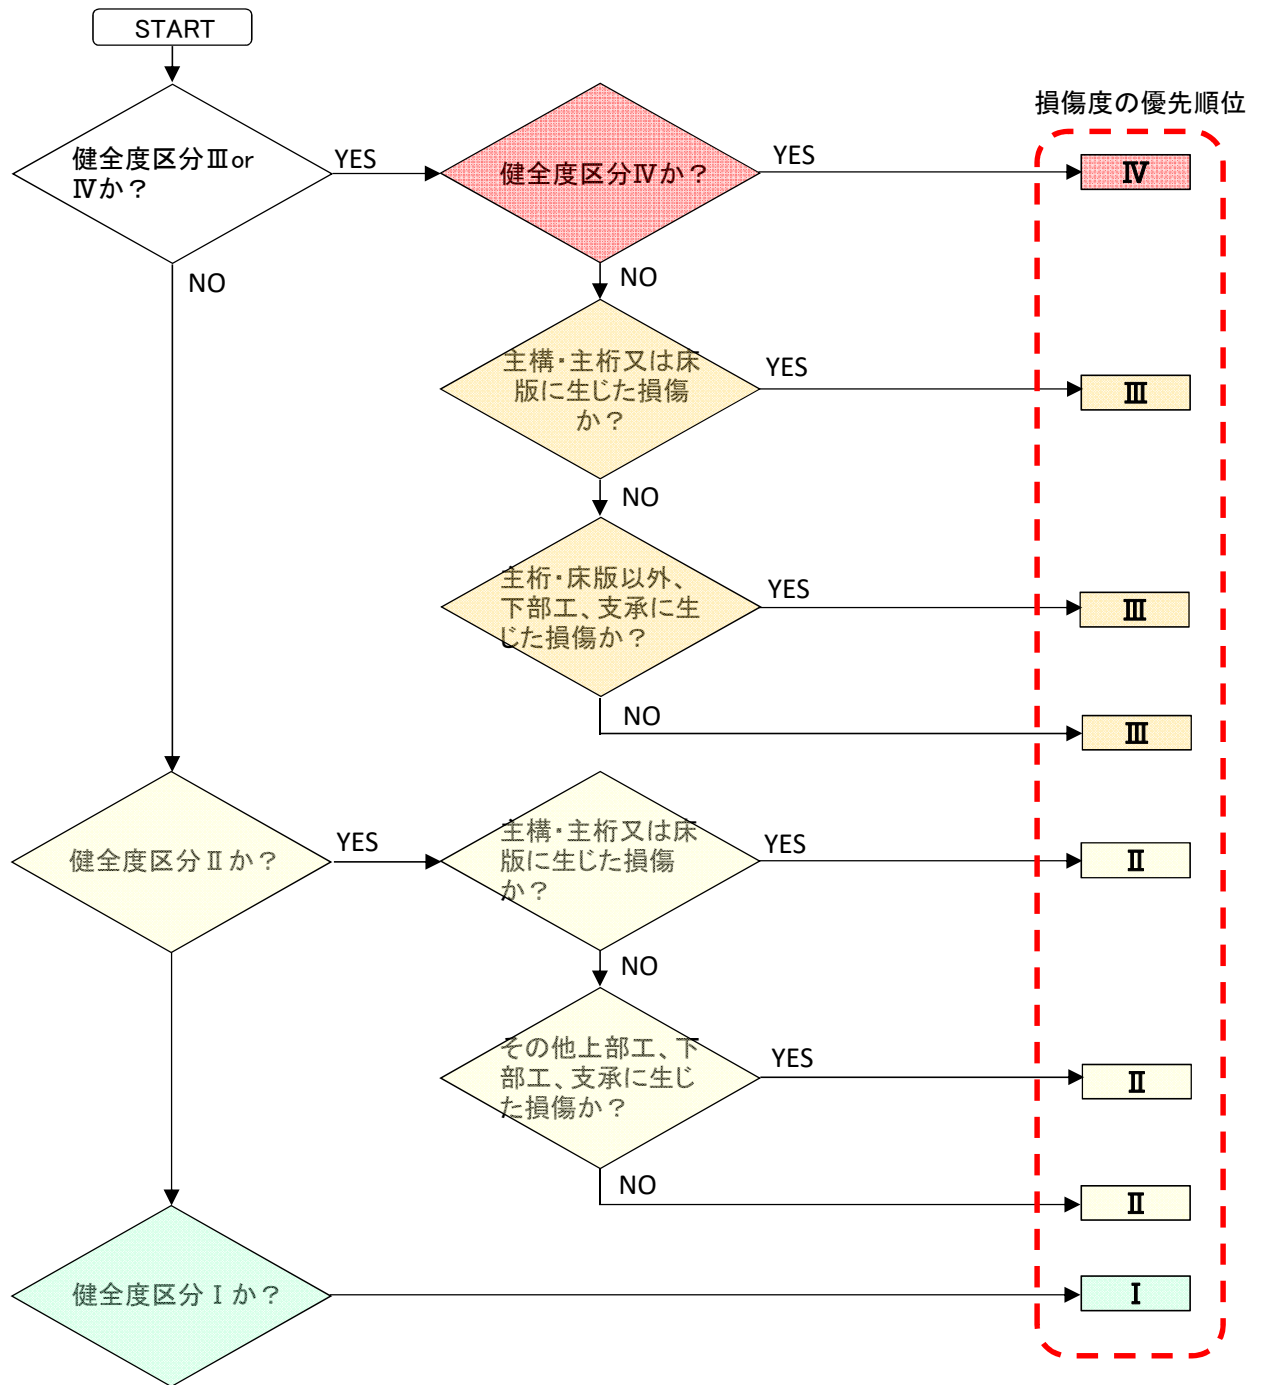 START
損傷度の優先順位
健全度区分Ⅲor
Ⅳか？
YES
健全度区分Ⅳか？
YES
Ⅳ
NO
NO
主構・主桁又は床
版に生じた損傷
か？
YES
Ⅲ
NO
主桁・床版以外、
下部工、支承に生
じた損傷か？
YES
Ⅲ
NO
Ⅲ
健全度区分Ⅱか？
YES
主構・主桁又は床
版に生じた損傷
か？
YES
Ⅱ
NO
その他上部工、下
部工、支承に生じ
た損傷か？
YES
Ⅱ
NO
Ⅱ
健全度区分Ⅰか？
Ⅰ